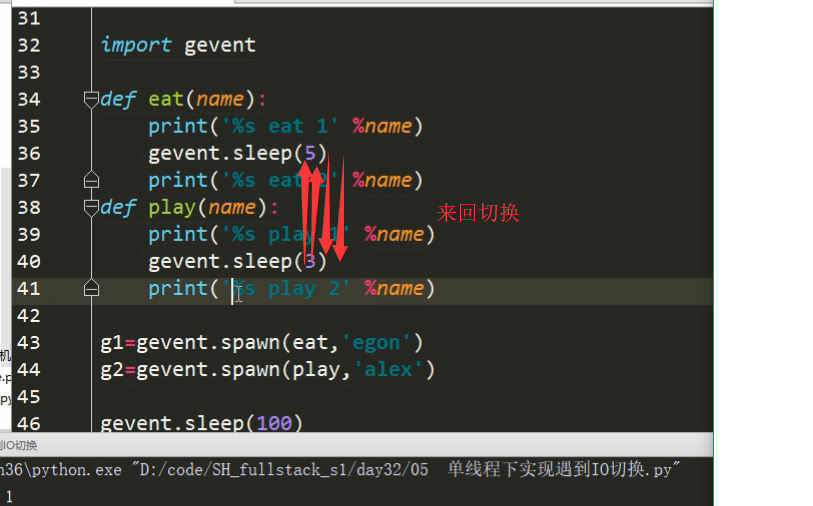 31
32 import gevent
33
34 def eat(name):
35 print('%s eat 1' %name)
36 gevent.sleep(5)
37 print('%s eat 2' %name)
38 def play(name):
来回切换
39 print('%s play 1' %name)
40 gevent.sleep(3)
41 print('%s play 2' %name)
42
43 g1=gevent.spawn(eat,'egon')
44 g2=gevent.spawn(play,'alex')
45
46 gevent.sleep(100)
IO切换
36\python.exe "D:/code/SH_fullstack_s1/day32/05 单线程下实现遇到IO切换.py"
1